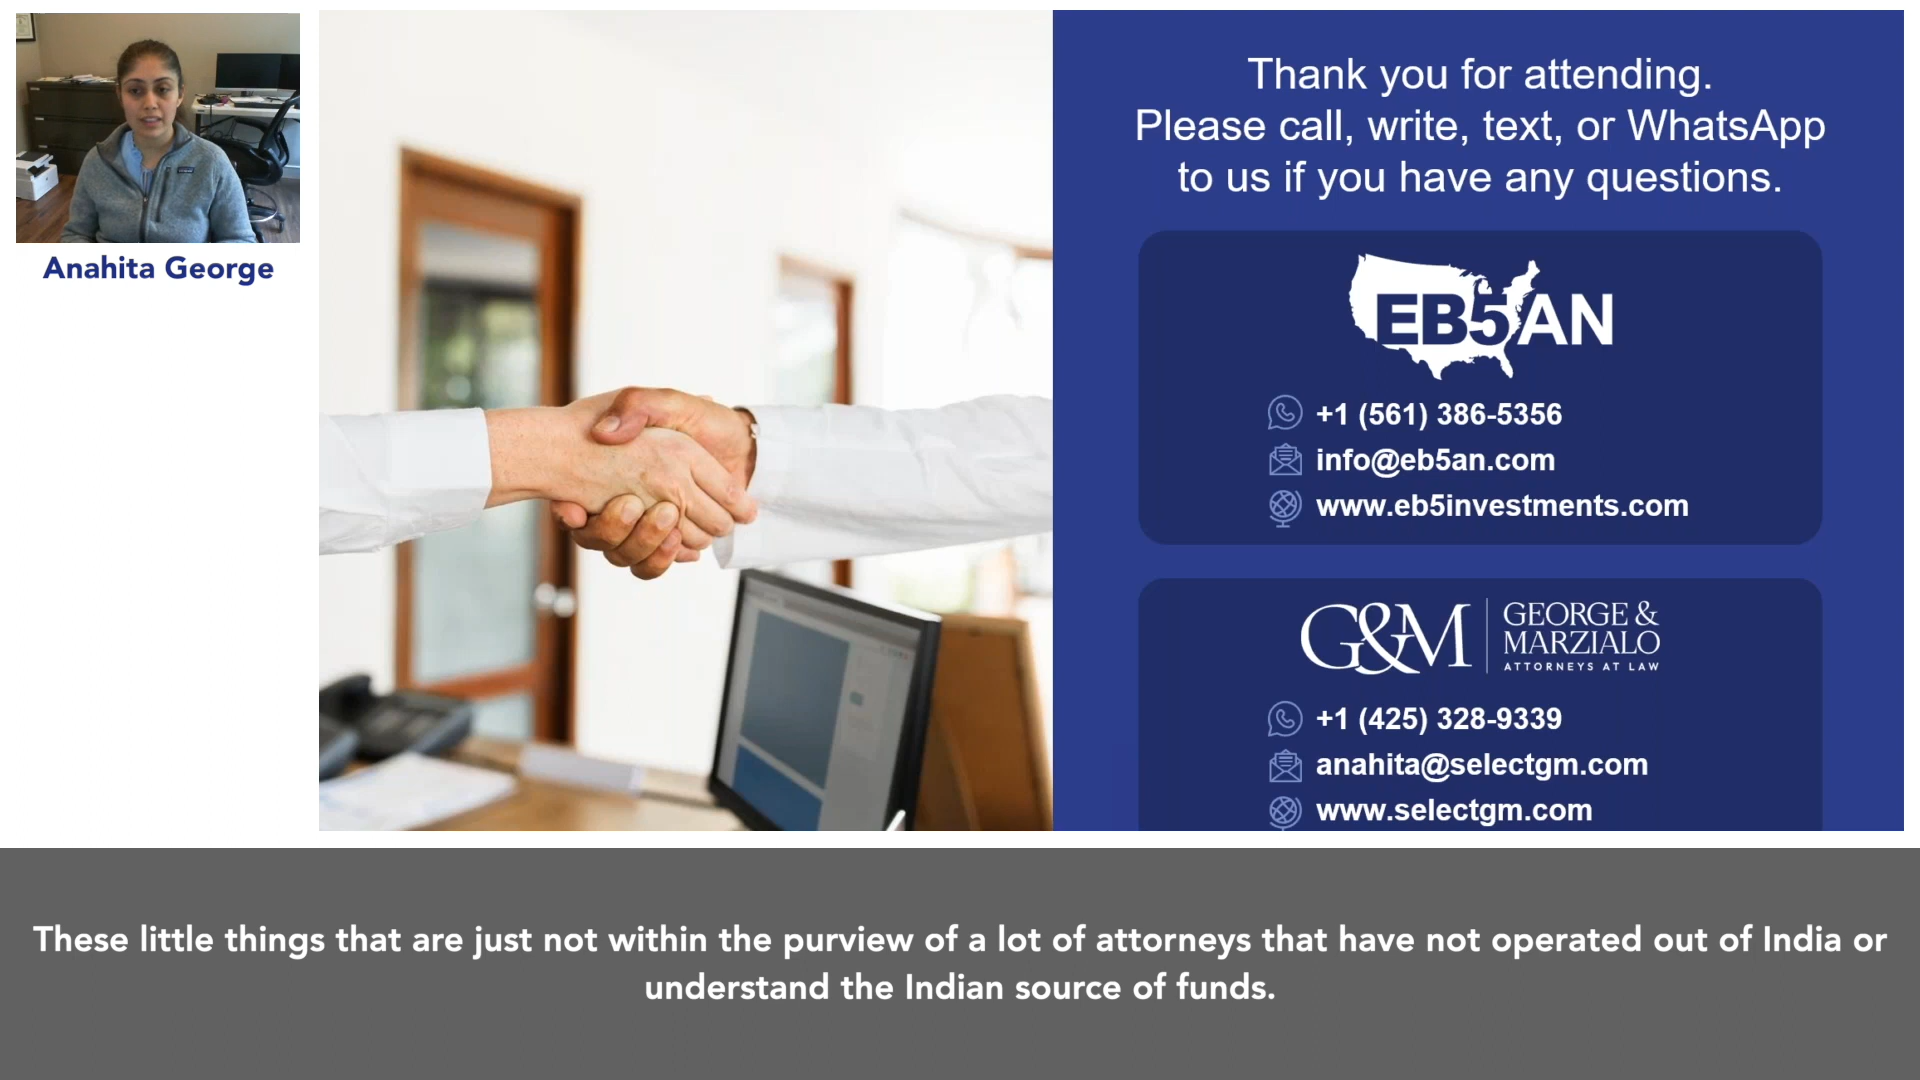 Anahita George
Thank you for attending.
Please call, write, text, or WhatsApp
to us if you have any questions.
EB5AN
+1 (561) 386-5356
info@eb5an.com
www.eb5investments.com
G&M
GEORGE &
MARZIALO
ATTORNEYS AT LAW
+1 (425) 328-9339
anahita@selectgm.com
www.selectgm.com
These little things that are just not within the purview of a lot of attorneys that have not operated out of India or
understand the Indian source of funds.